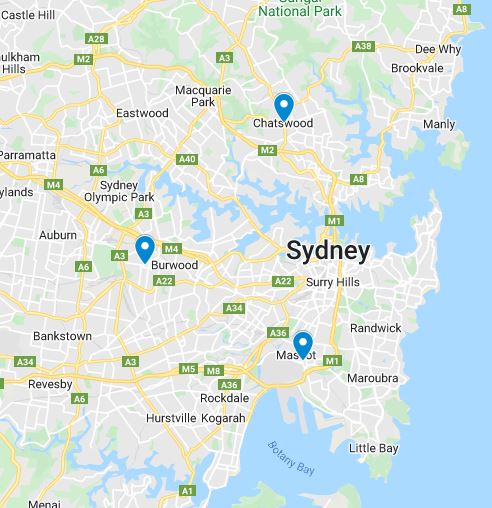 Castle Hill
National Park
A8
A28
A3
A38
Dee Why
Hills
M2
Brookvale
Macquarie
Park
Eastwood
Chatswood
Manly
Parramatta
A40
M2
A6
A8
M4
Sydney
Olympic Park
A3
M1
Auburn
A3
M4
Sydney
A6
Burwood
A22
A22
Surry Hills
A34
Bankstown
A36
Randwick
Mascot
A34
A3
M1
Revesby
M5
M8
Maroubra
A6
A36
Rockdale
Hurstville
Kogarah
Little Bay
Botany Bay
A1
Menai